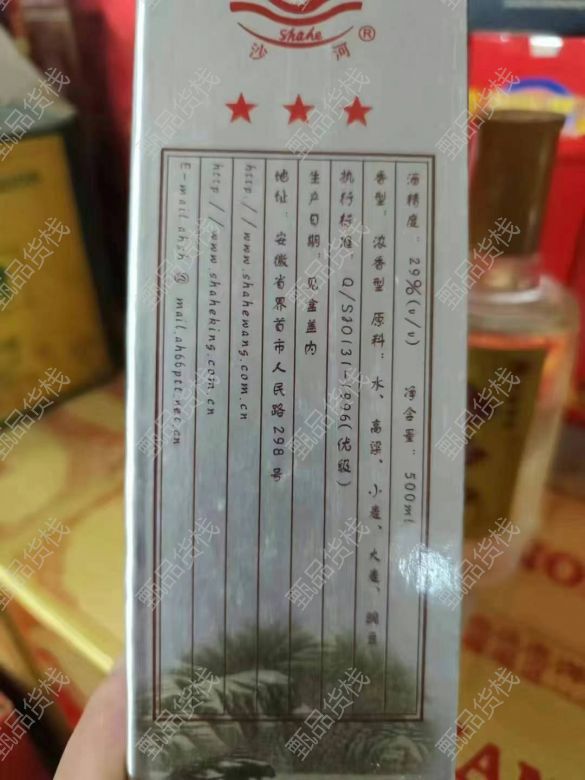 Shahe
沙河®
酒精度：29%(v/v) 净含量：500ml
香型：浓香型 原料：水、高粱、小麦、大麦、豌豆
执行标准：Q/SJ0131-1996(优级)
生产日期：见盒盖内
地址：安徽省界首市人民路298号
http://www.shahewang.com.cn
http://www.shaheking.com.cn
E-mail ahsh @ mail.ah66ptt.net.cn
甄品货栈